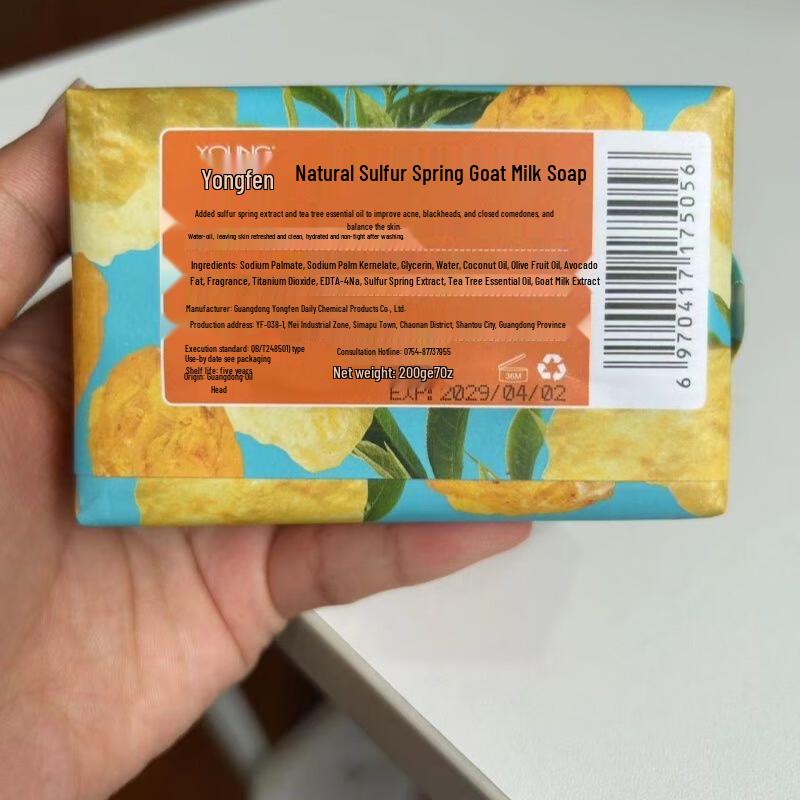 YOUNG
Yongfen
Natural Sulfur Spring Goat Milk Soap
Added sulfur spring extract and tea tree essential oil to improve acne, blackheads, and closed comedones, and
balance the skin
Water-oil, leaving skin refreshed and clean, hydrated and non-tight after washing.
Ingredients: Sodium Palmate, Sodium Palm Kernelate, Glycerin, Water, Coconut Oil, Olive Fruit Oil, Avocado
Fat, Fragrance, Titanium Dioxide, EDTA-4Na, Sulfur Spring Extract, Tea Tree Essential Oil, Goat Milk Extract
Manufacturer: Guangdong Yongfen Daily Chemical Products Co., Ltd.
Production address: YF-038-1, Mei Industrial Zone, Simapu Town, Chaonan District, Shantou City, Guangdong Province
Execution standard: QB/T24850I) type
Use-by date see packaging
Shelf life: five years
Origin: Guangdong Oil
Head
Consultation Hotline: 0754-87737955
Net weight: 200ge7oz
36M
EXP: 2029/04/02
6 970417 175056